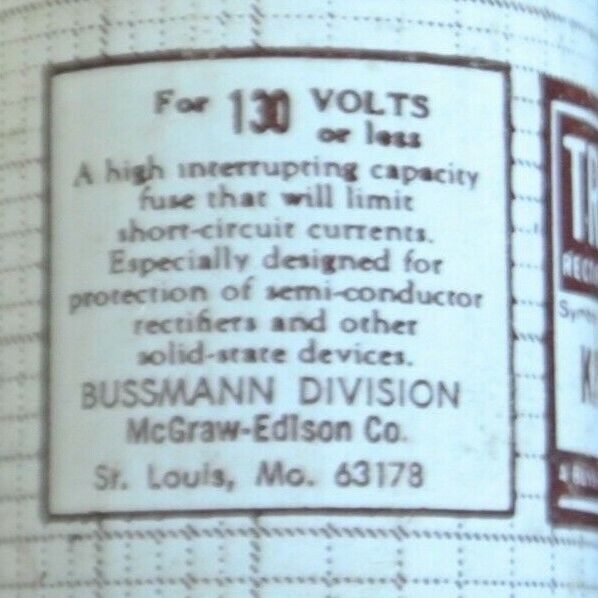 For 130 VOLTS
or less
A high interrupting capacity
fuse that will limit
short-circuit currents.
Especially designed for
protection of semi-conductor
rectifiers and other
solid-state devices.
BUSSMANN DIVISION
McGraw-Edison Co.
St. Louis, Mo. 63178